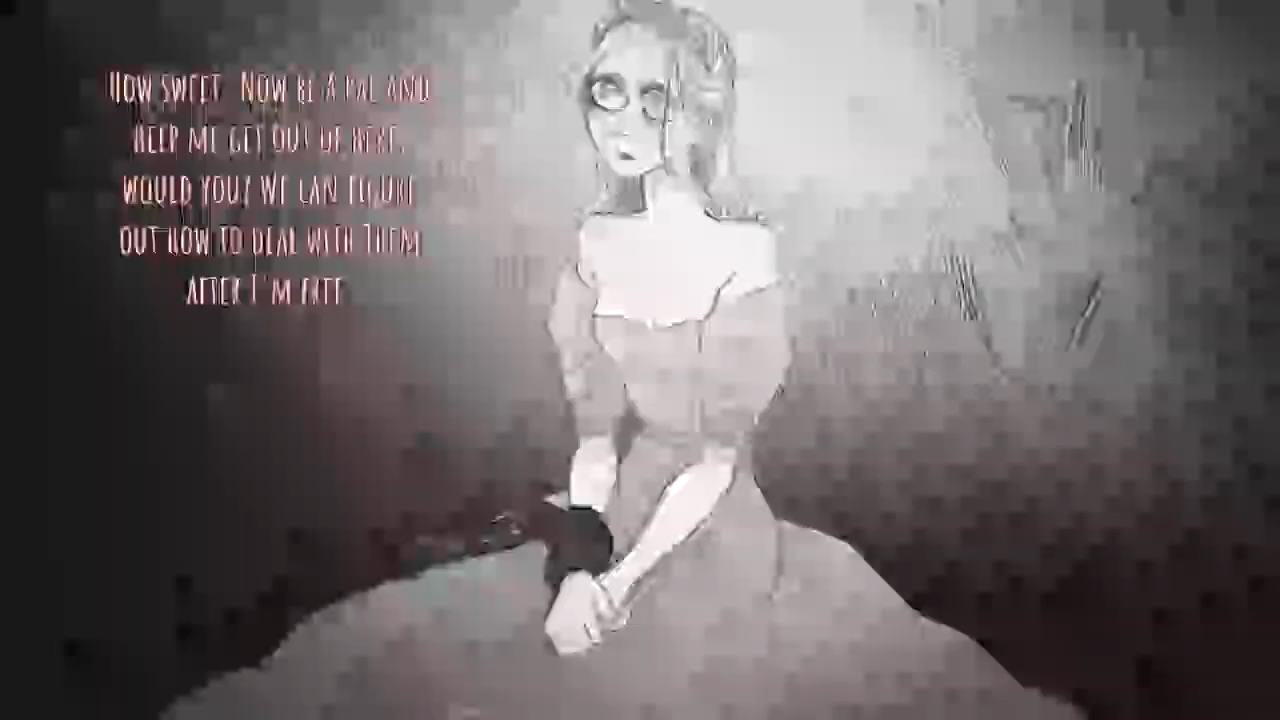 How sweet. Now be a pal and
help me get out of here,
would you? We can figure
out how to deal with Them
after I'm free